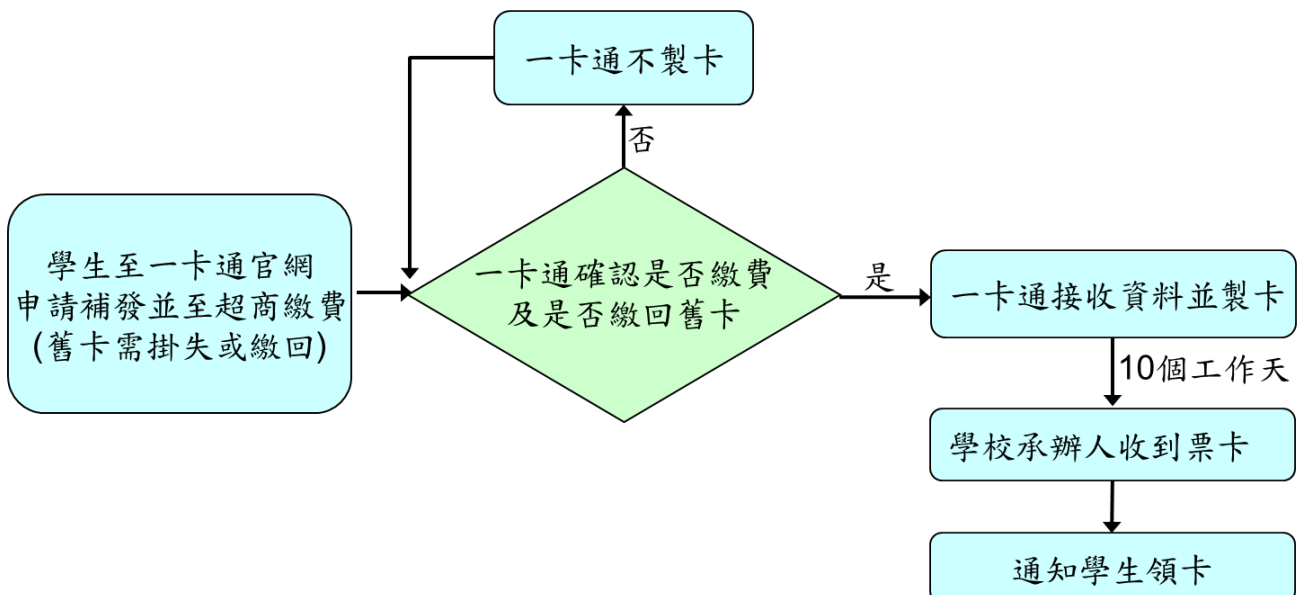 一卡通不製卡
否
學生至一卡通官網
申請補發並至超商繳費
(舊卡需掛失或繳回)
一卡通確認是否繳費
及是否繳回舊卡
是
一卡通接收資料並製卡
10個工作天
學校承辦人收到票卡
通知學生領卡